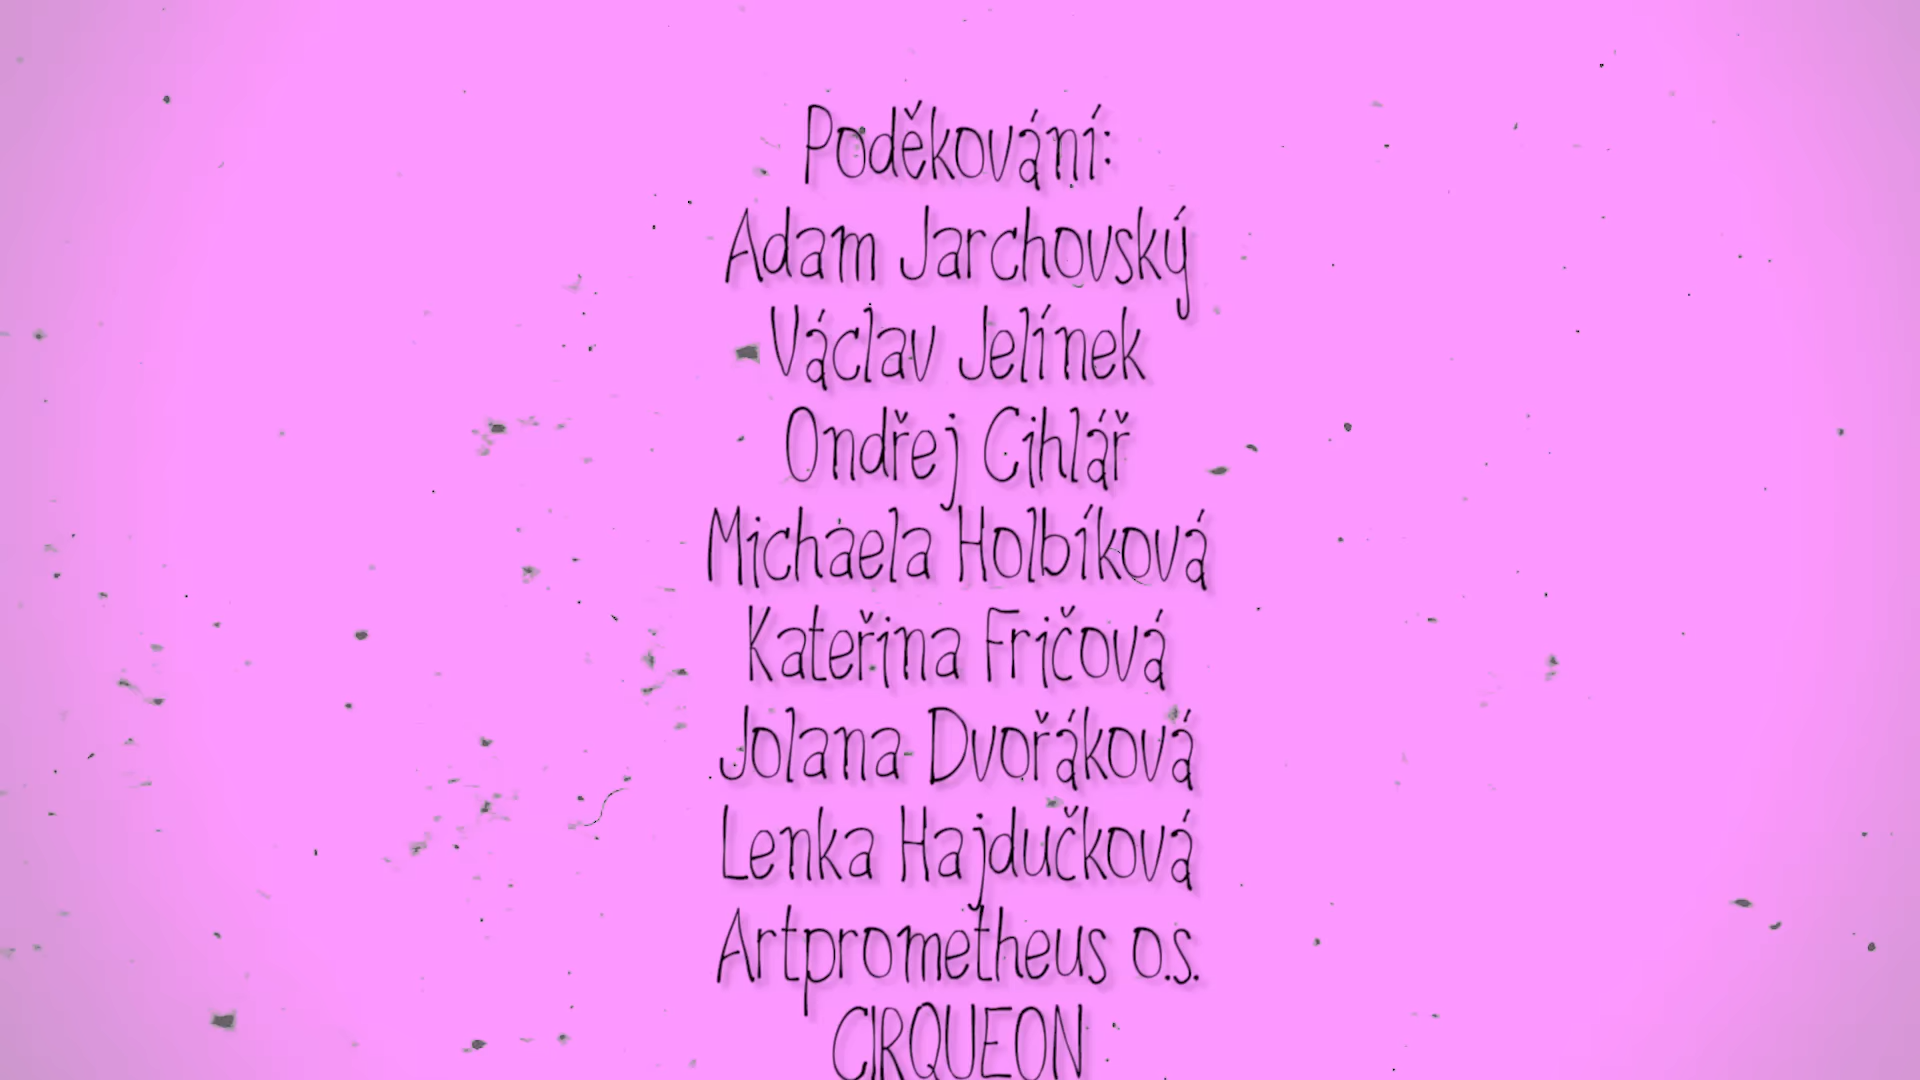 Poděkování:
Adam Jarchovský
Václav Jelínek
Ondřej Cihlář
Michaela Holbíková
Kateřina Fričová
Jolana Dvořáková
Lenka Hajdučková
Artprometheus o.s.
CIRQUEON